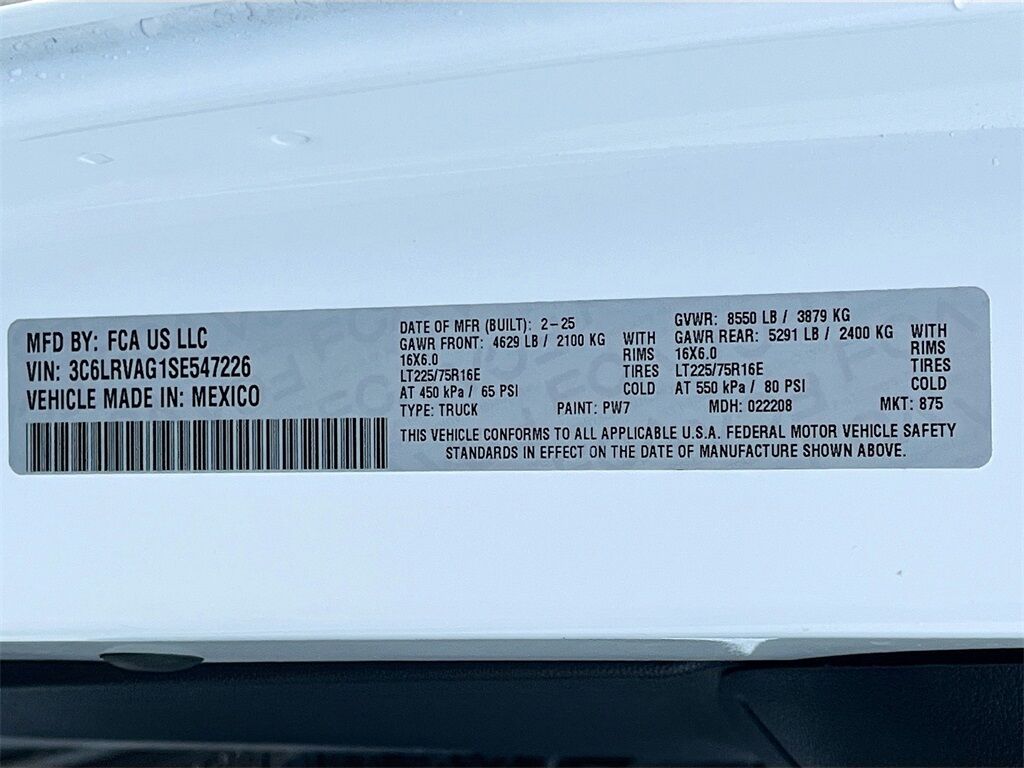 MFD BY: FCA US LLC
VIN: 3C6LRVAG1SE547226
VEHICLE MADE IN: MEXICO
DATE OF MFR (BUILT): 2-25
GAWR FRONT: 4629 LB / 2100 KG WITH
16X6.0 RIMS
LT225/75R16E TIRES
AT 450 kPa / 65 PSI COLD
GVWR: 8550 LB / 3879 KG
GAWR REAR: 5291 LB / 2400 KG WITH
16X6.0 RIMS
LT225/75R16E TIRES
AT 550 kPa / 80 PSI COLD
TYPE: TRUCK PAINT: PW7 MDH: 022208 MKT: 875
THIS VEHICLE CONFORMS TO ALL APPLICABLE U.S.A. FEDERAL MOTOR VEHICLE SAFETY
STANDARDS IN EFFECT ON THE DATE OF MANUFACTURE SHOWN ABOVE.